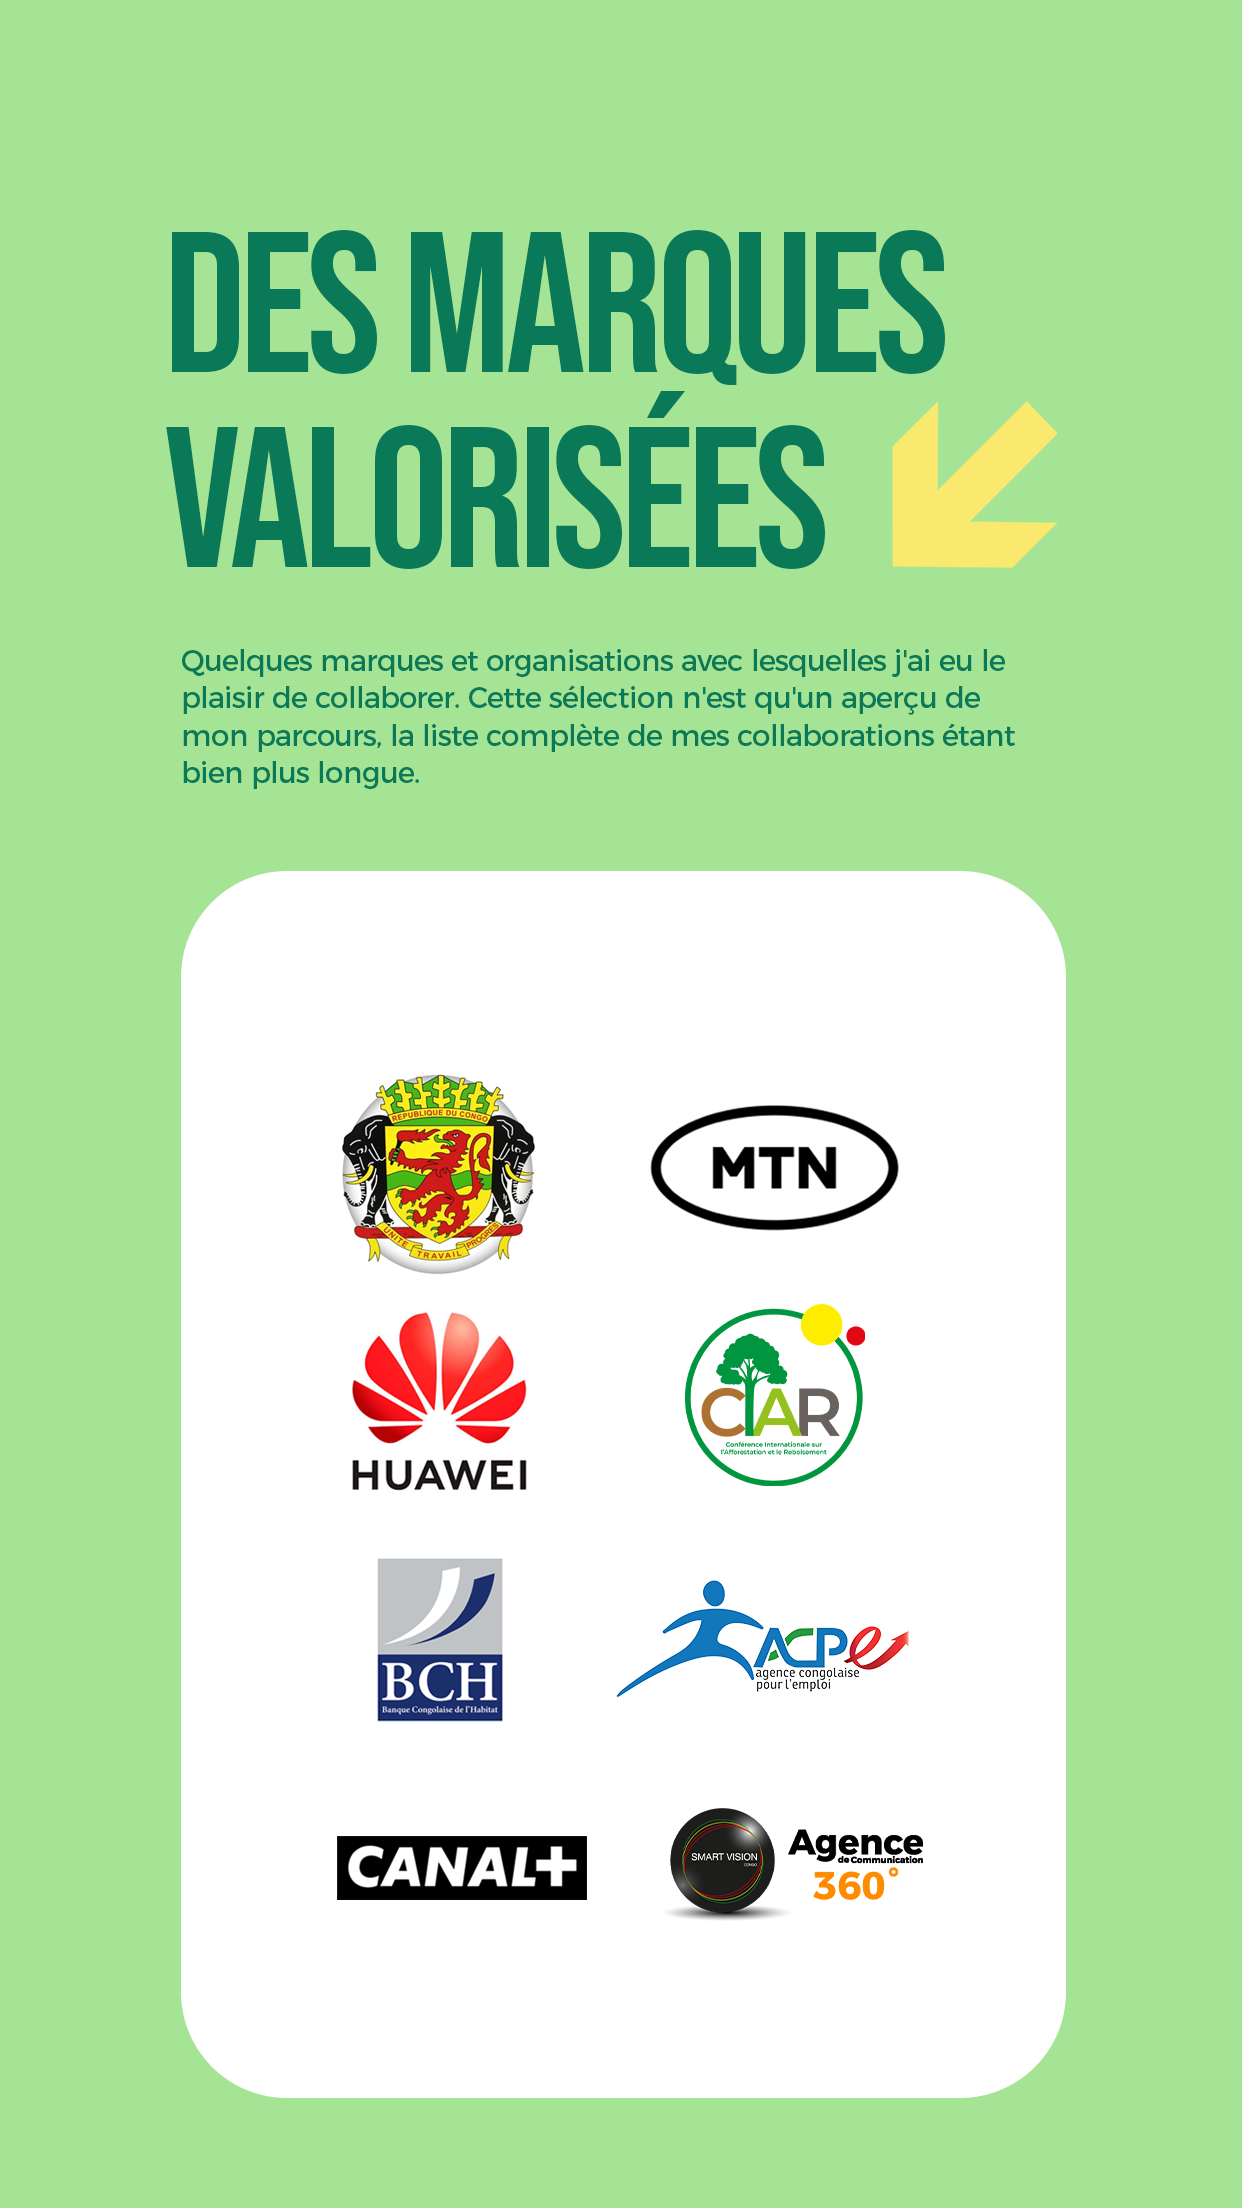 DES MARQUES
VALORISÉES
Quelques marques et organisations avec lesquelles j'ai eu le
plaisir de collaborer. Cette sélection n'est qu'un aperçu de
mon parcours, la liste complète de mes collaborations étant
bien plus longue.
REPUBLIQUE DU CONGO
UNITE TRAVAIL PROGRES
MTN
HUAWEI
CIAR
Conférence Internationale sur
l'Afforestation et le Reboisement
BCH
Banque Congolaise de l'Habitat
ACPe
agence congolaise
pour l'emploi
CANAL+
SMART VISION
CONGO
Agence
de Communication
360°